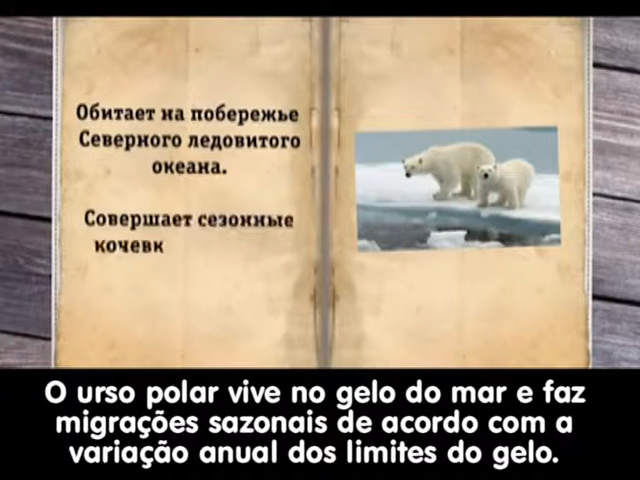 Обитает на побережье
Северного ледовитого
океана.
Совершает сезонные
кочевк
O urso polar vive no gelo do mar e faz
migrações sazonais de acordo com a
variação anual dos limites do gelo.